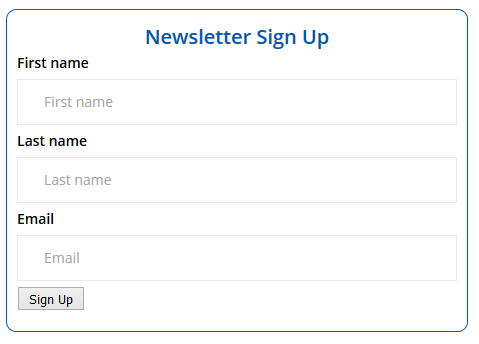 Newsletter Sign Up
First name
First name
Last name
Last name
Email
Email
Sign Up